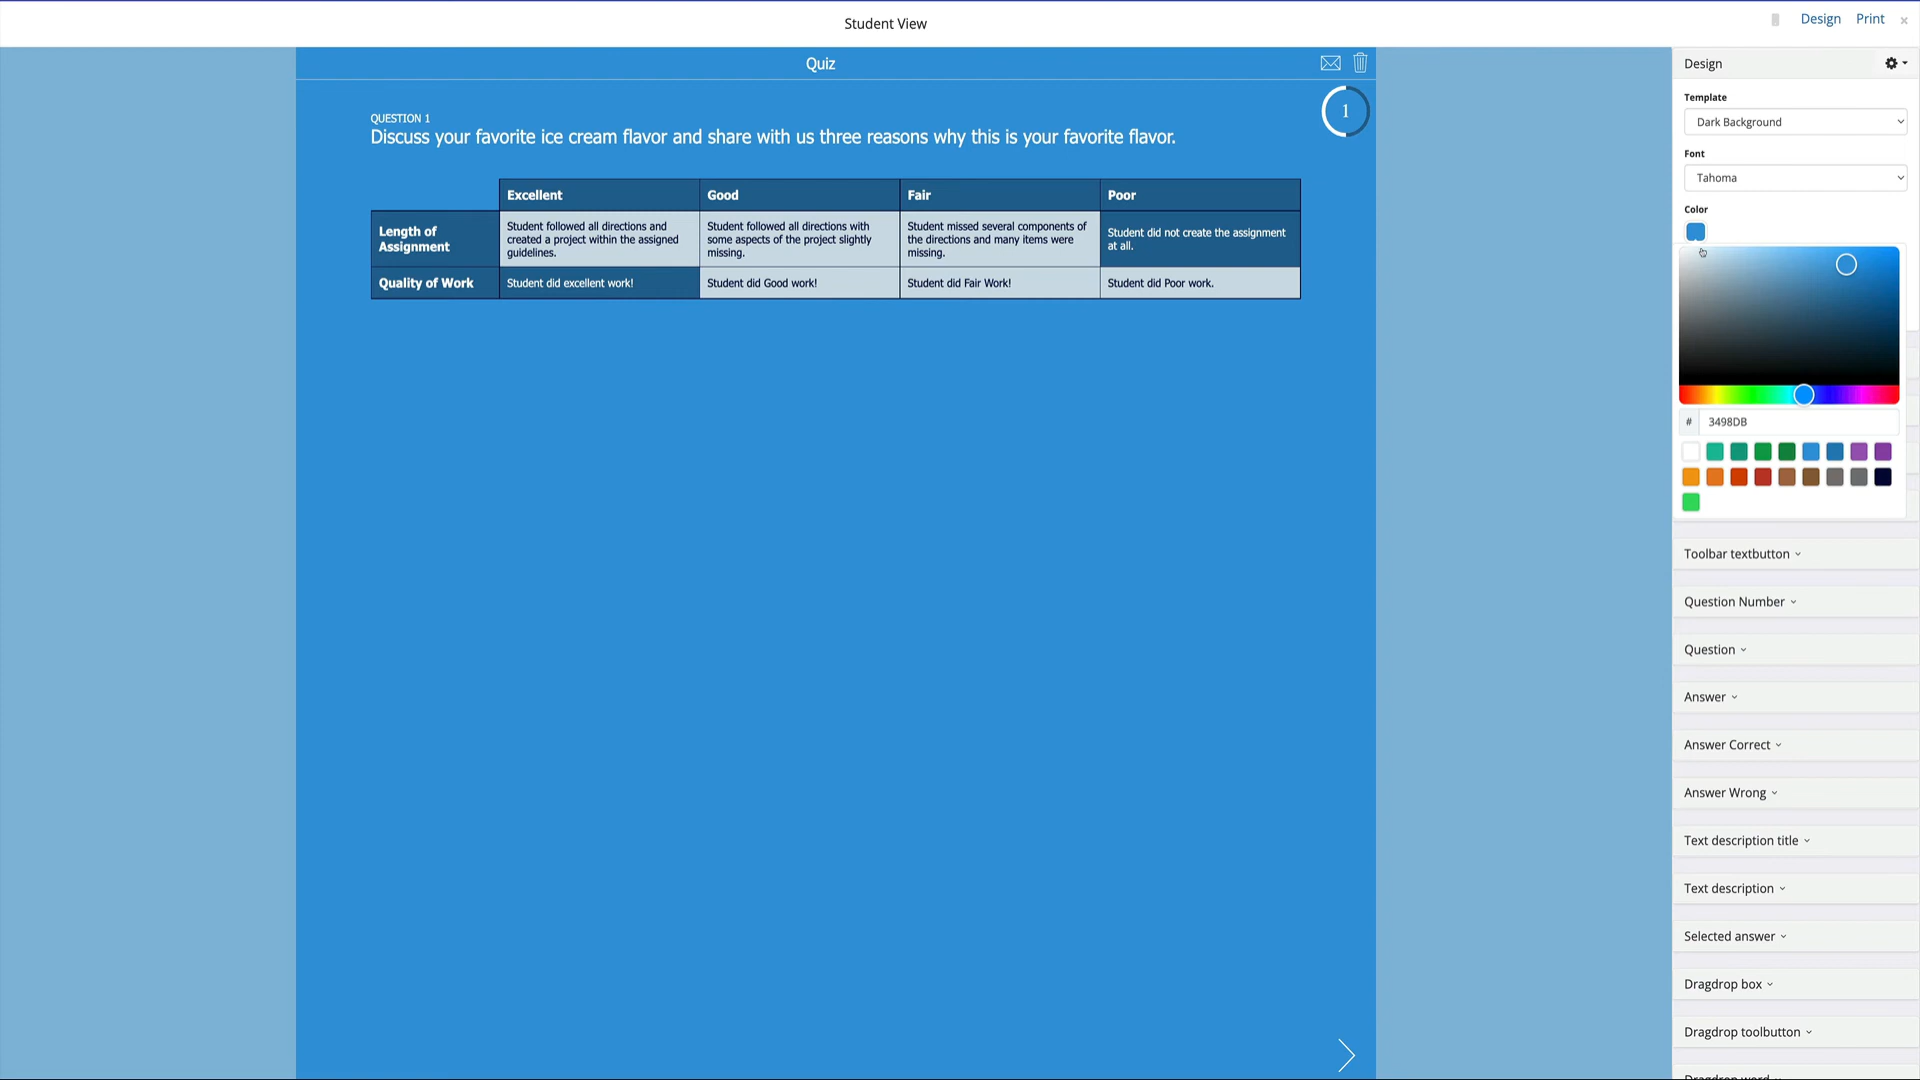 Student View
Design
Print
Quiz
QUESTION 1
Discuss your favorite ice cream flavor and share with us three reasons why this is your favorite flavor.
1
Excellent
Good
Fair
Poor
Length of
Assignment
Student followed all directions and
created a project within the assigned
guidelines.
Student followed all directions with
some aspects of the project slightly
missing.
Student missed several components of
the directions and many items were
missing.
Student did not create the assignment
at all.
Quality of Work
Student did excellent work!
Student did Good work!
Student did Fair Work!
Student did Poor work.
Design
Template
Dark Background
Font
Tahoma
Color
# 3498DB
Toolbar textbutton
Question Number
Question
Answer
Answer Correct
Answer Wrong
Text description title
Text description
Selected answer
Dragdrop box
Dragdrop toolbutton
Dragdrop word